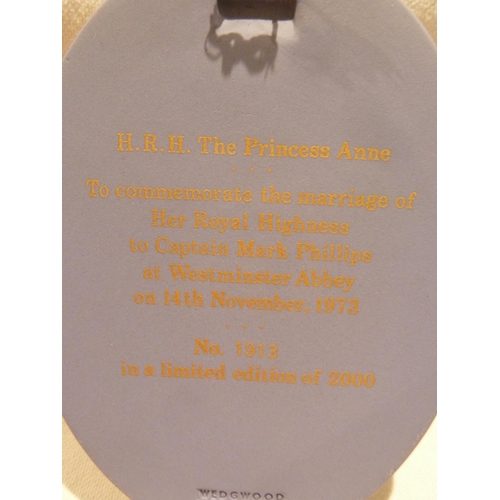 H.R.H. The Princess Anne
To commemorate the marriage of
Her Royal Highness
to Captain Mark Phillips
at Westminster Abbey
on 14th November, 1973
No. 1912
in a limited edition of 2000
WEDGWOOD